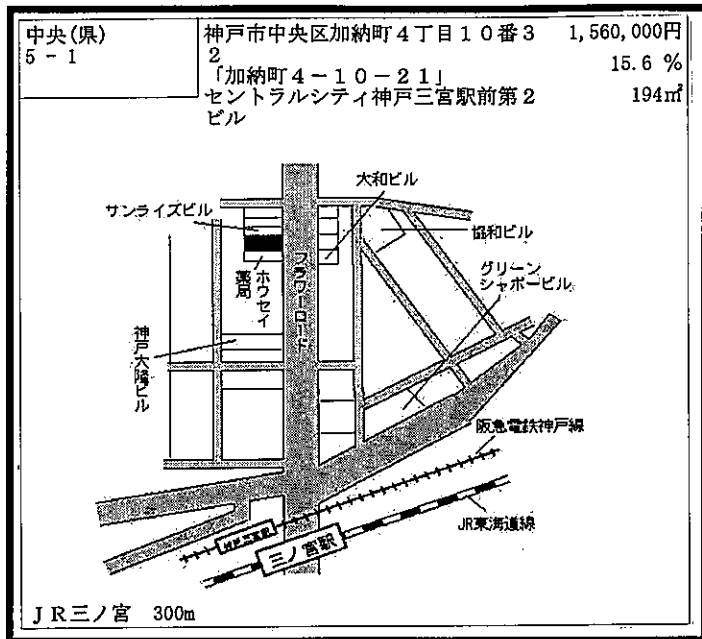 中央(県)
5-1
神戸市中央区加納町4丁目10番3
2
「加納町4-10-21」
セントラルシティ神戸三宮駅前第2
ビル
1,560,000円
15.6 %
194㎡
大和ビル
サンライズビル
協和ビル
フラワーロード
ホウセイ
薬局
グリーン
シャポービル
神戸大隆ビル
阪急電鉄神戸線
JR東海道線
三ノ宮駅
JR三ノ宮 300m